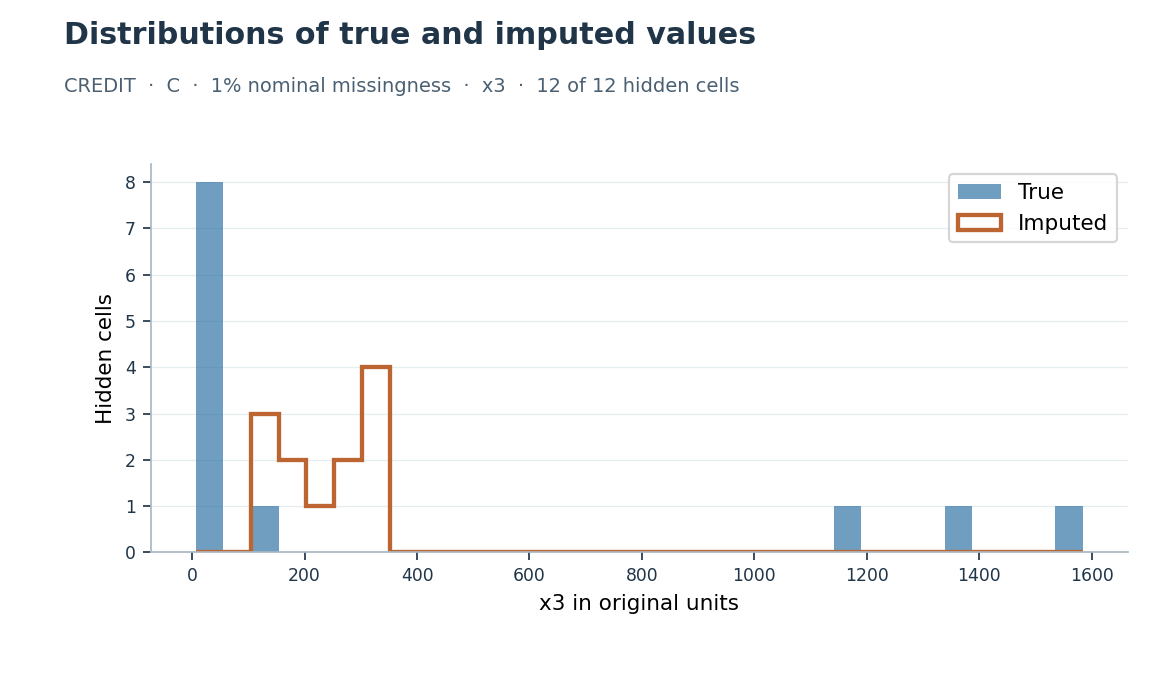 Distributions of true and imputed values
CREDIT · C · 1% nominal missingness · x3 · 12 of 12 hidden cells
True
Imputed
8
7
6
5
4
3
2
1
0
Hidden cells
0 200 400 600 800 1000 1200 1400 1600
x3 in original units